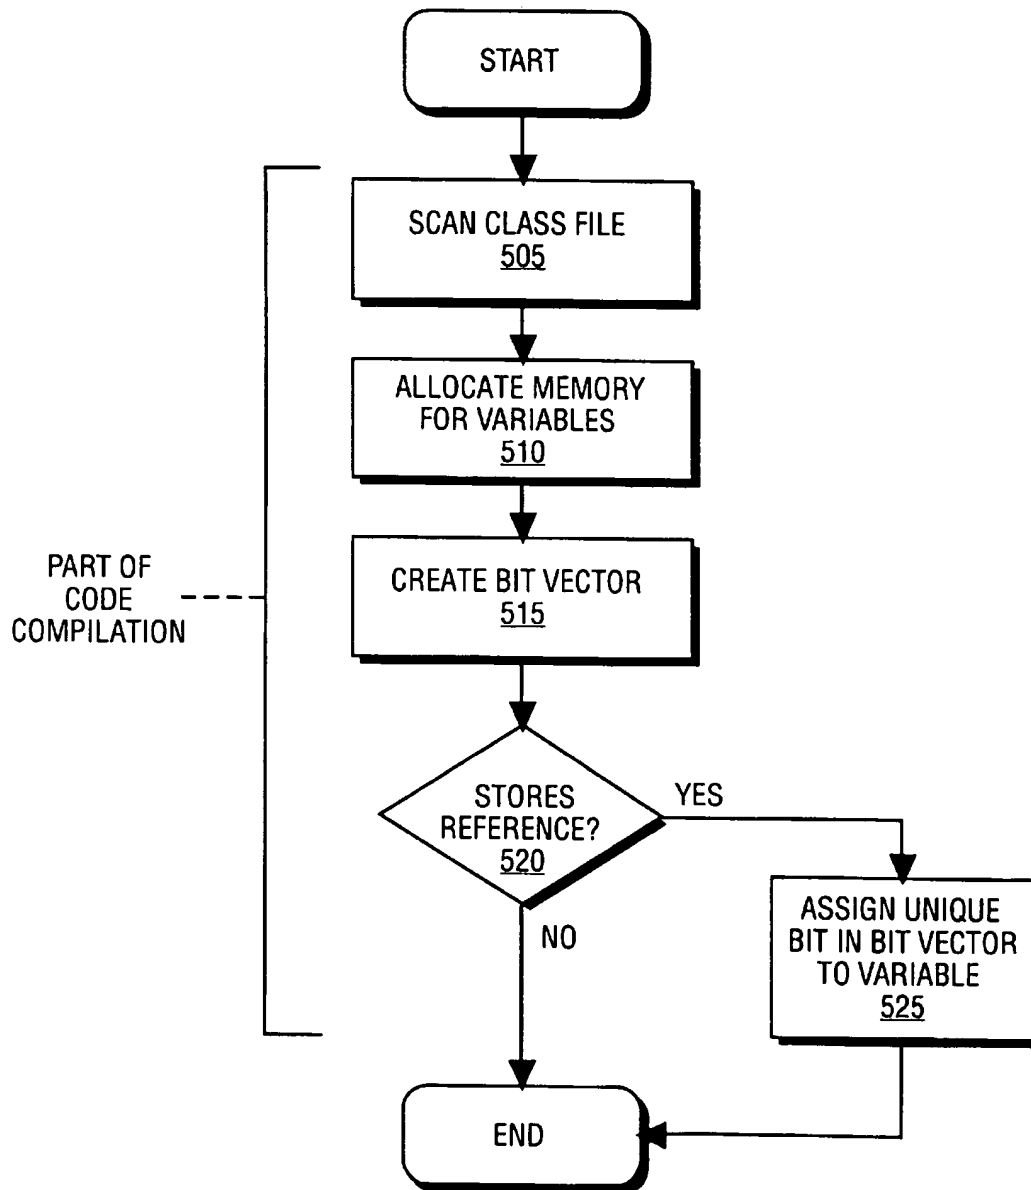 START
SCAN CLASS FILE
505
ALLOCATE MEMORY
FOR VARIABLES
510
CREATE BIT VECTOR
515
PART OF
CODE
COMPILATION
STORES
REFERENCE?
520
YES
NO
ASSIGN UNIQUE
BIT IN BIT VECTOR
TO VARIABLE
525
END